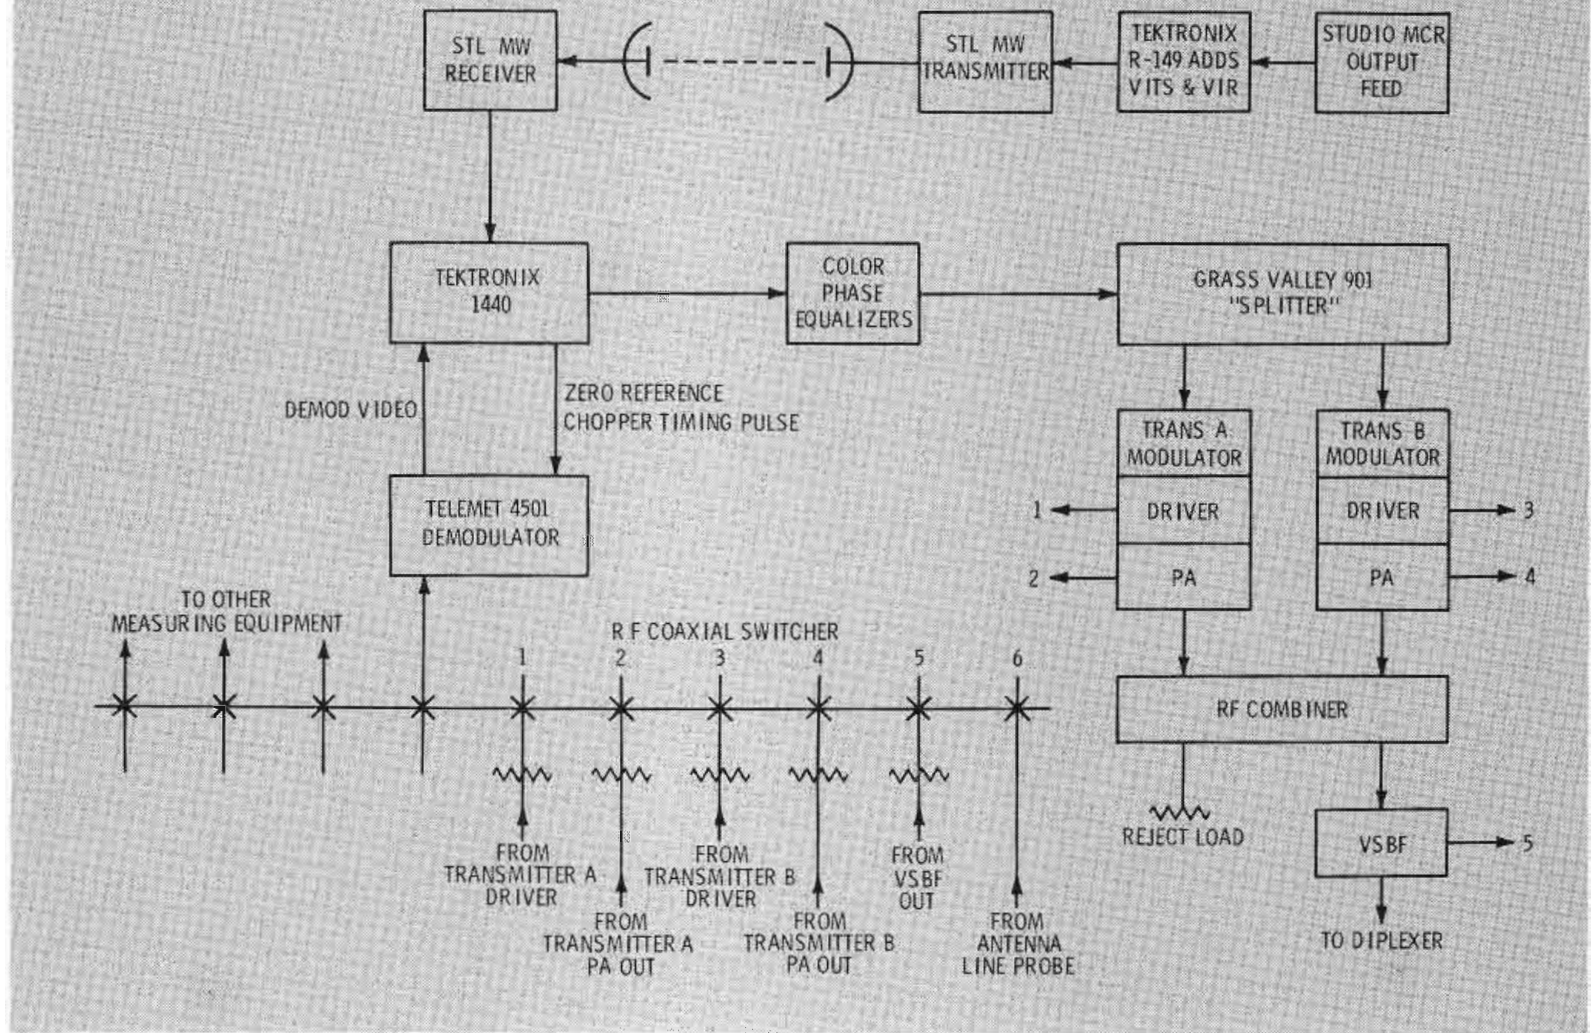 STL MW
RECEIVER
STL MW
TRANSMITTER
TEKTRONIX
R-149 ADDS
VITS & VIR
STUDIO MCR
OUTPUT
FEED
TEKTRONIX
1440
COLOR
PHASE
EQUALIZERS
GRASS VALLEY 901
"SPLITTER"
DEMOD VIDEO
ZERO REFERENCE
CHOPPER TIMING PULSE
TRANS A
MODULATOR
TRANS B
MODULATOR
TELEMET 4501
DEMODULATOR
1
DRIVER
DRIVER
3
2
PA
PA
4
TO OTHER
MEASURING EQUIPMENT
RF COAXIAL SWITCHER
1 2 3 4 5 6
RF COMBINER
REJECT LOAD
VSBF
5
FROM
TRANSMITTER A
DRIVER
FROM
TRANSMITTER B
DRIVER
FROM
VSBF
OUT
FROM
TRANSMITTER A
PA OUT
FROM
TRANSMITTER B
PA OUT
FROM
ANTENNA
LINE PROBE
TO DIPLEXER